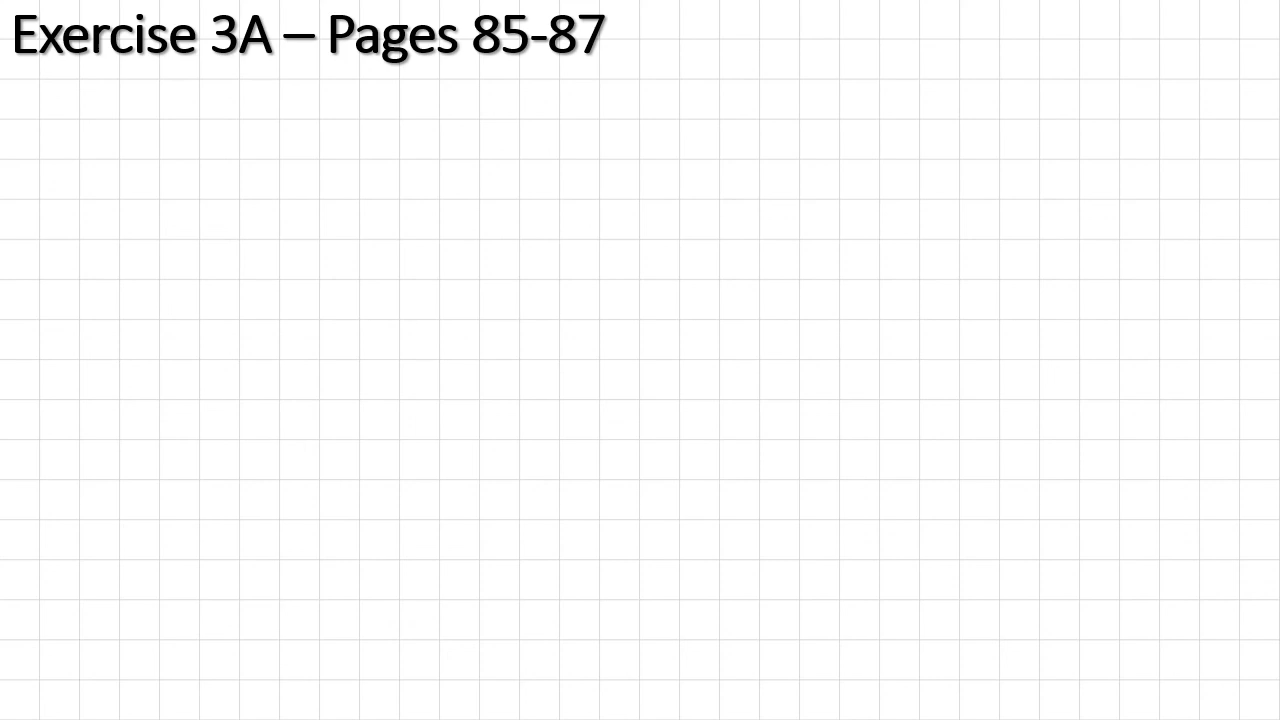 Exercise 3A – Pages 85-87